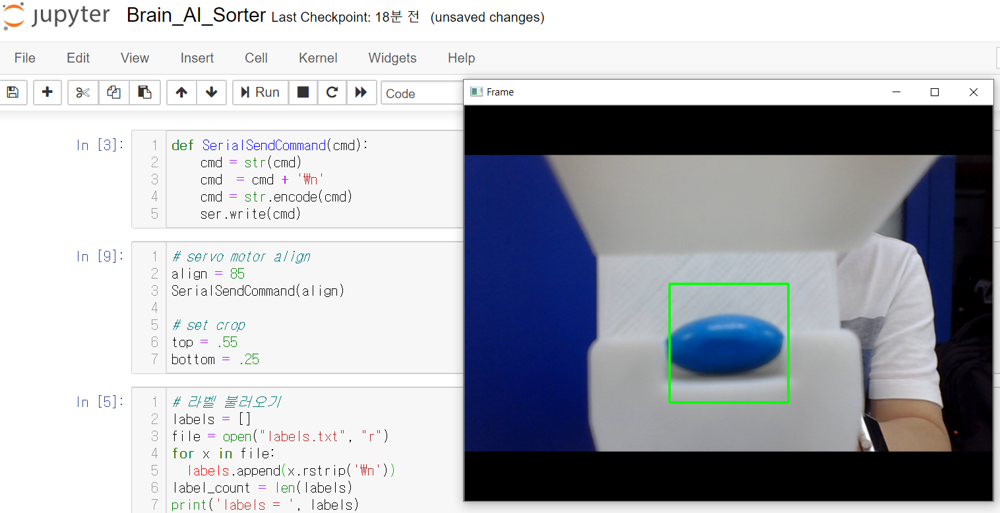 jupyter Brain_AI_Sorter Last Checkpoint: 18분 전 (unsaved changes)
File Edit View Insert Cell Kernel Widgets Help
Run Code
Frame
In [3]:
1 def SerialSendCommand(cmd):
2 cmd = str(cmd)
3 cmd = cmd + '₩n'
4 cmd = str.encode(cmd)
5 ser.write(cmd)
In [9]:
1 # servo motor align
2 align = 85
3 SerialSendCommand(align)
4
5 # set crop
6 top = .55
7 bottom = .25
In [5]:
1 # 라벨 불러오기
2 labels = []
3 file = open("labels.txt", "r")
4 for x in file:
5 labels.append(x.rstrip('₩n'))
6 label_count = len(labels)
7 print('labels = ', labels)